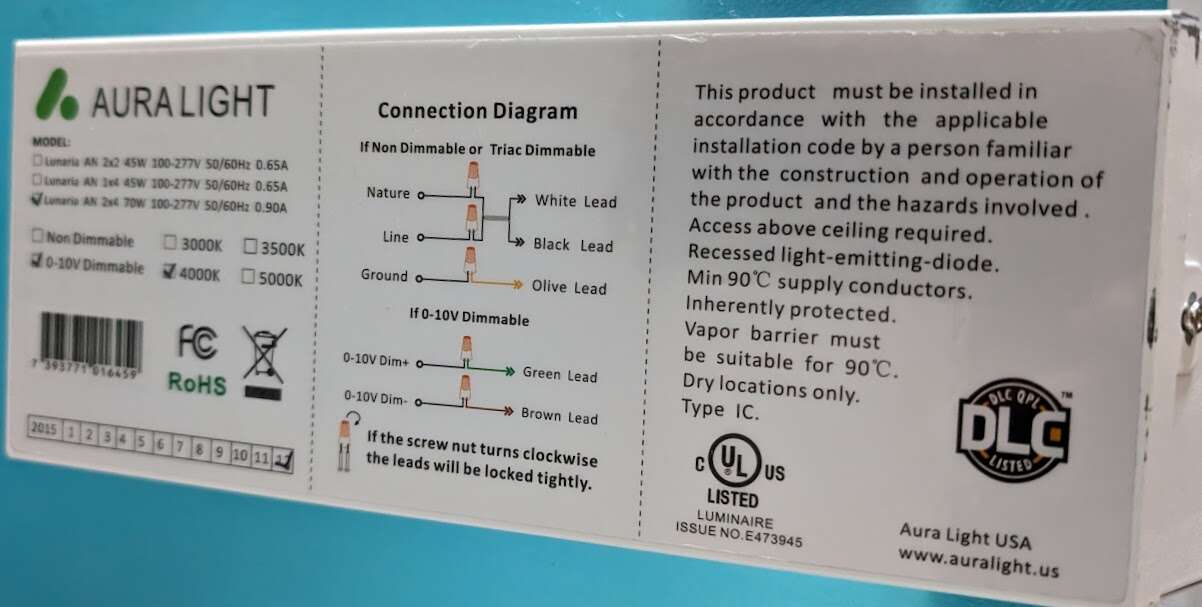 AURA LIGHT
MODEL:
Lunaria AN 2x2 45W 100-277V 50/60Hz 0.65A
Lunaria AN 1x4 45W 100-277V 50/60Hz 0.65A
Lunaria AN 2x4 70W 100-277V 50/60Hz 0.90A
Non Dimmable 3000K 3500K
0-10V Dimmable 4000K 5000K
7 393771 016459
FC
RoHS
2015 1 2 3 4 5 6 7 8 9 10 11 12
Connection Diagram
If Non Dimmable or Triac Dimmable
Nature White Lead
Line Black Lead
Ground Olive Lead
If 0-10V Dimmable
0-10V Dim+ Green Lead
0-10V Dim- Brown Lead
If the screw nut turns clockwise
the leads will be locked tightly.
This product must be installed in
accordance with the applicable
installation code by a person familiar
with the construction and operation of
the product and the hazards involved .
Access above ceiling required.
Recessed light-emitting-diode.
Min 90℃ supply conductors.
Inherently protected.
Vapor barrier must
be suitable for 90℃.
Dry locations only.
Type IC.
C UL ® US
LISTED
LUMINAIRE
ISSUE NO.E473945
DLC QPL
DLC ™
LISTED
Aura Light USA
www.auralight.us